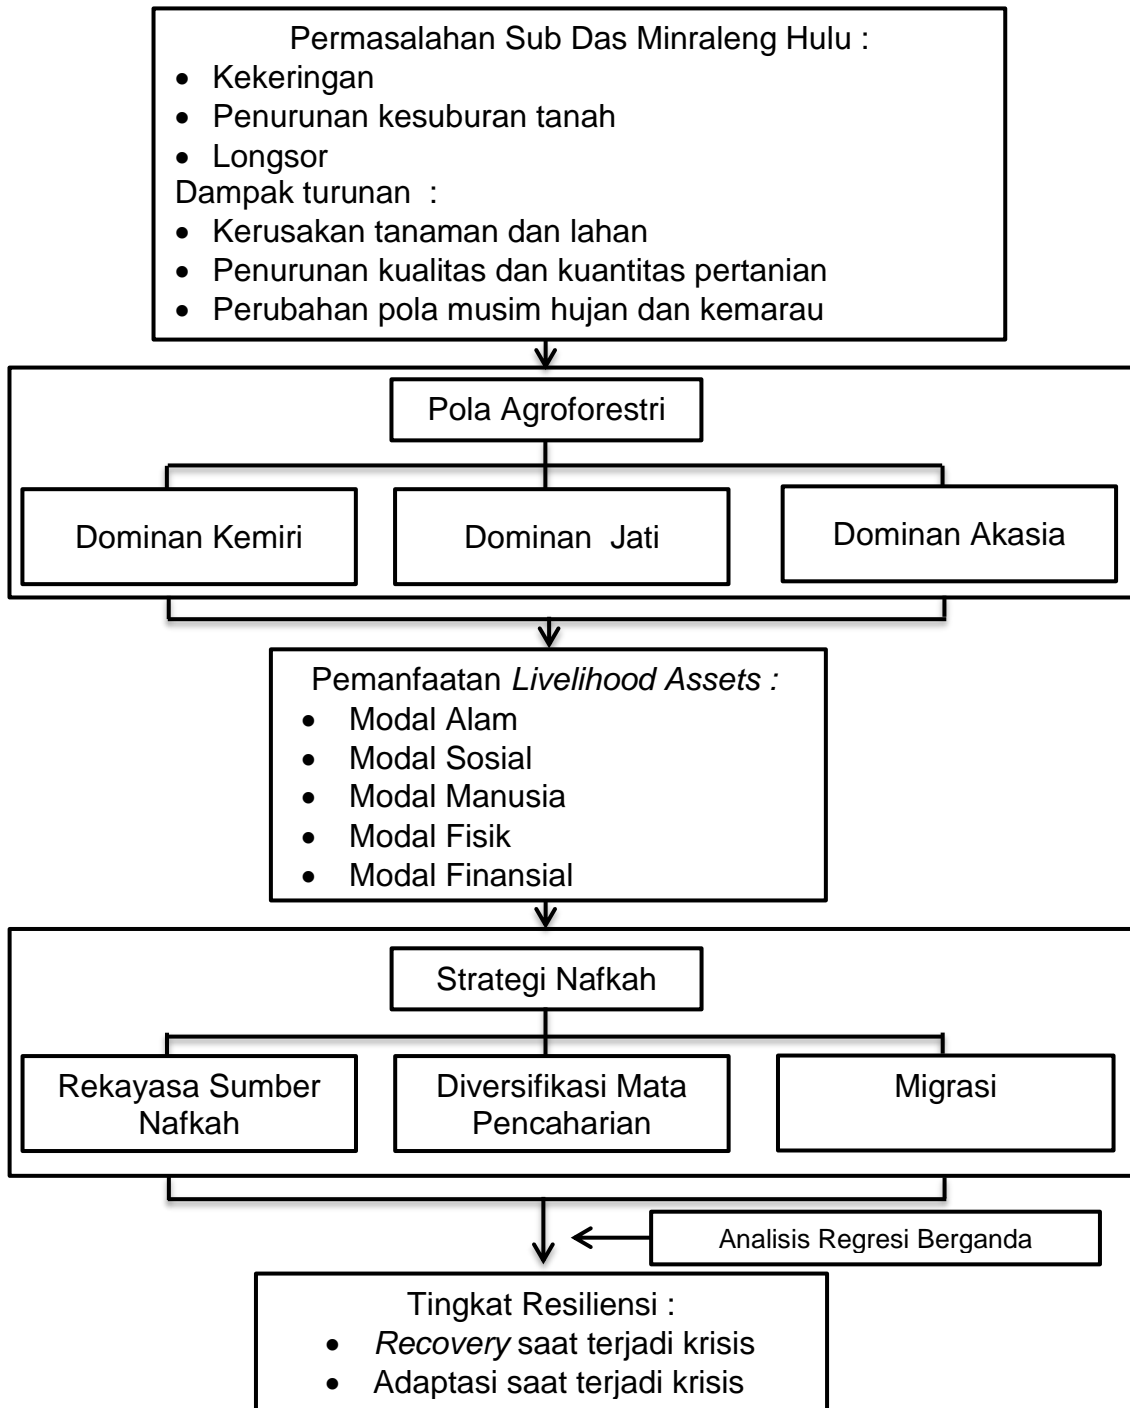 Permasalahan Sub Das Minraleng Hulu :
• Kekeringan
• Penurunan kesuburan tanah
• Longsor
Dampak turunan :
• Kerusakan tanaman dan lahan
• Penurunan kualitas dan kuantitas pertanian
• Perubahan pola musim hujan dan kemarau
Pola Agroforestri
Dominan Kemiri
Dominan Jati
Dominan Akasia
Pemanfaatan Livelihood Assets :
• Modal Alam
• Modal Sosial
• Modal Manusia
• Modal Fisik
• Modal Finansial
Strategi Nafkah
Rekayasa Sumber
Nafkah
Diversifikasi Mata
Pencaharian
Migrasi
Analisis Regresi Berganda
Tingkat Resiliensi :
• Recovery saat terjadi krisis
• Adaptasi saat terjadi krisis